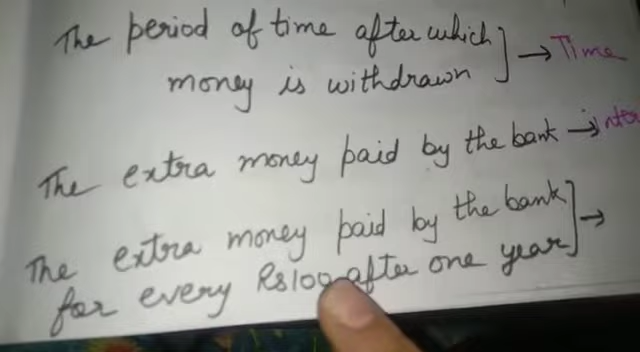 The period of time after which
money is withdrawn → Time
The extra money paid by the bank →
The extra money paid by the bank
for every Rs100 after one year →